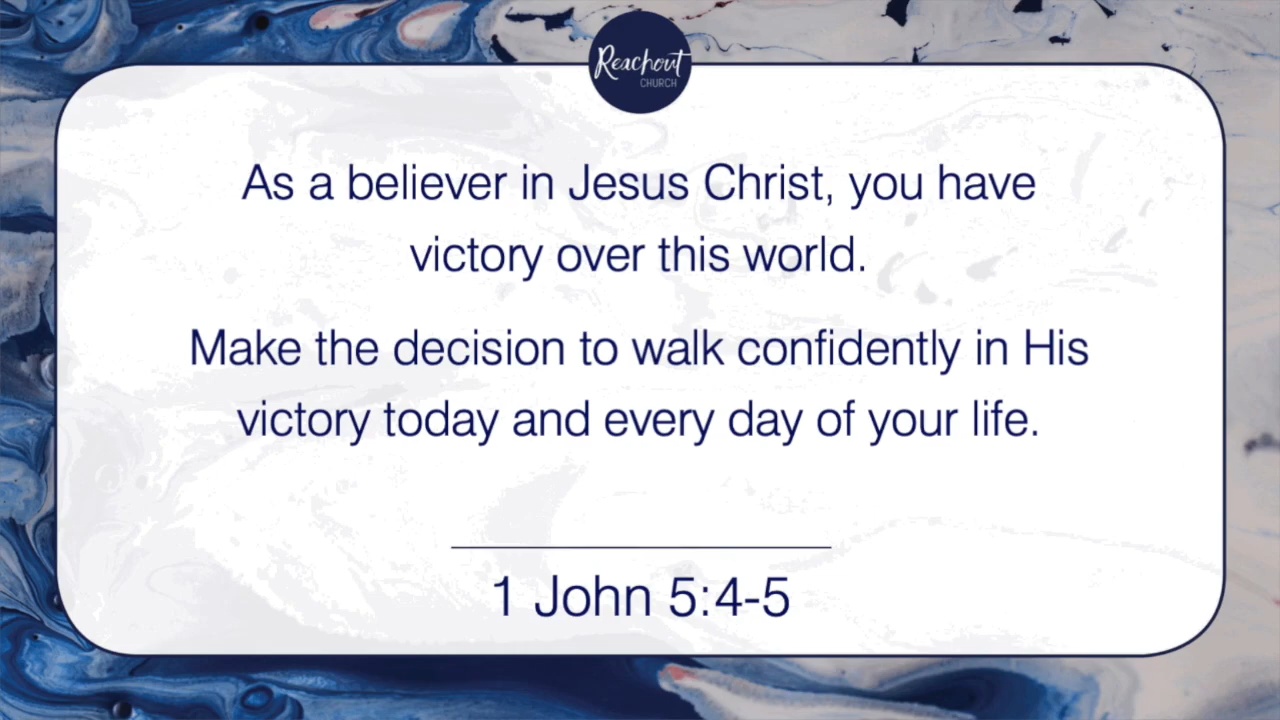 Reachout
CHURCH
As a believer in Jesus Christ, you have
victory over this world.
Make the decision to walk confidently in His
victory today and every day of your life.
1 John 5:4-5